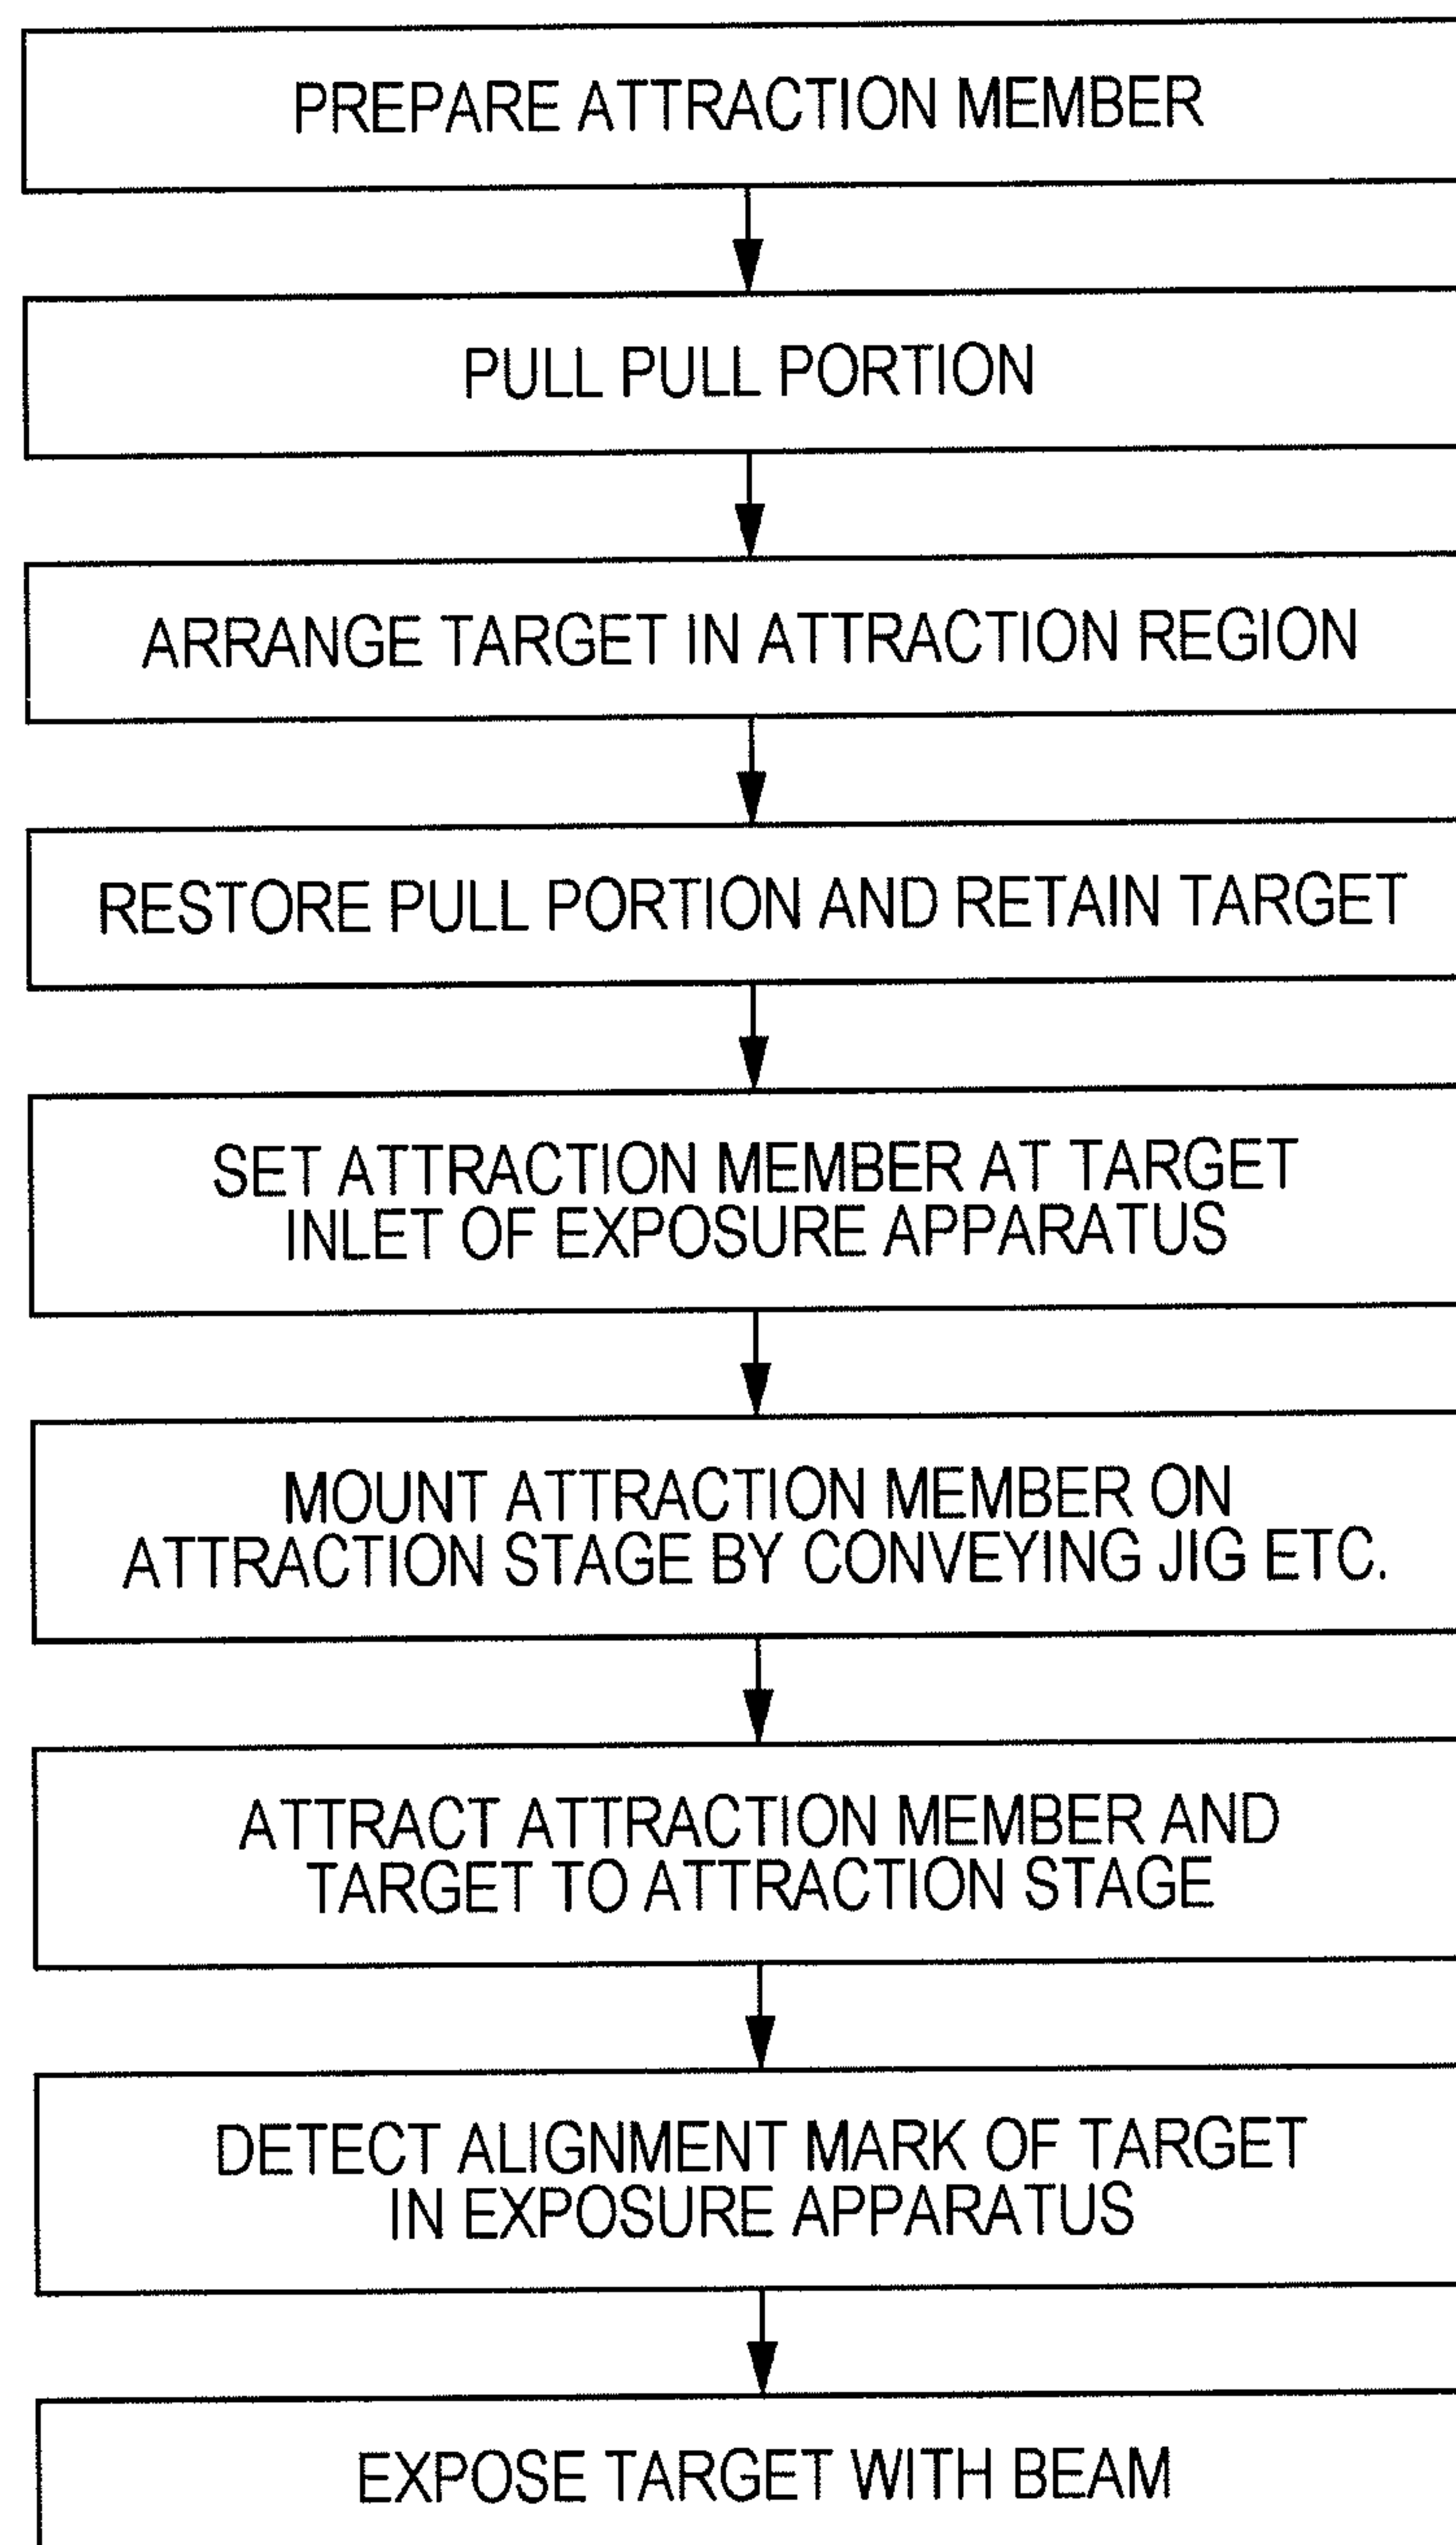 PREPARE ATTRACTION MEMBER
PULL PULL PORTION
ARRANGE TARGET IN ATTRACTION REGION
RESTORE PULL PORTION AND RETAIN TARGET
SET ATTRACTION MEMBER AT TARGET
INLET OF EXPOSURE APPARATUS
MOUNT ATTRACTION MEMBER ON
ATTRACTION STAGE BY CONVEYING JIG ETC.
ATTRACT ATTRACTION MEMBER AND
TARGET TO ATTRACTION STAGE
DETECT ALIGNMENT MARK OF TARGET
IN EXPOSURE APPARATUS
EXPOSE TARGET WITH BEAM